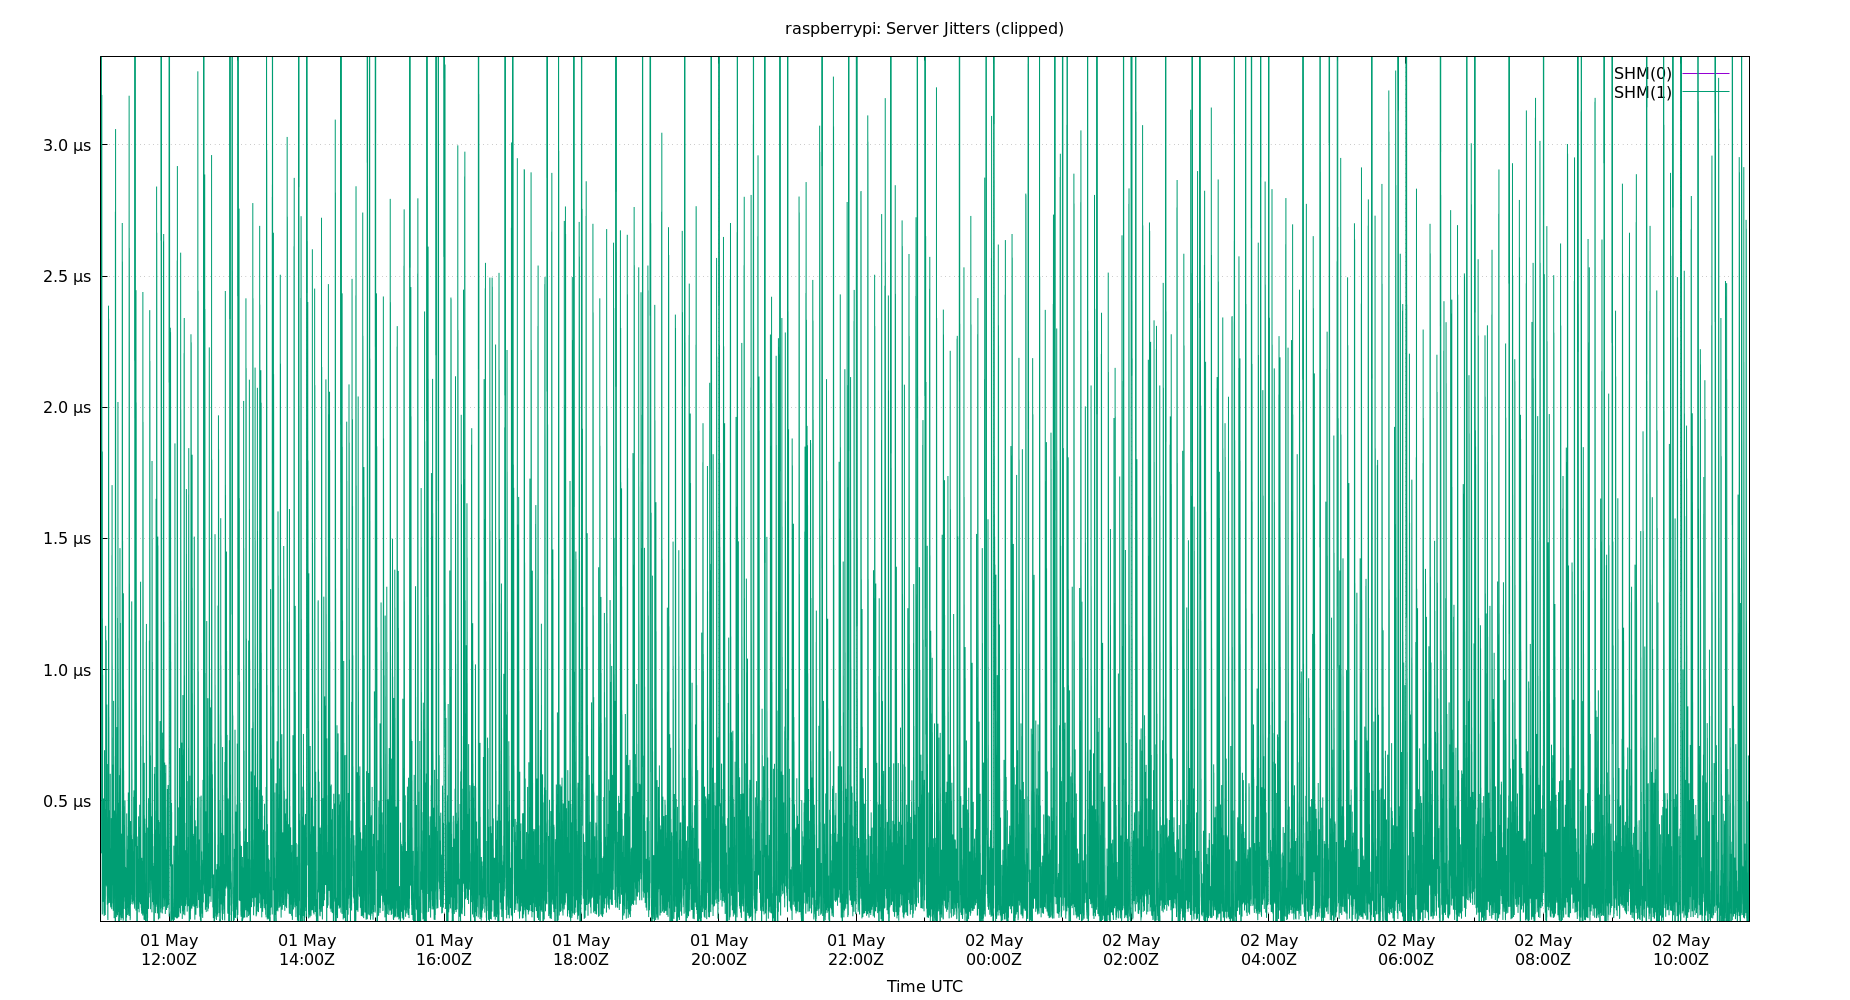 raspberrypi: Server Jitters (clipped)
SHM(0)
SHM(1)
3.0 µs
2.5 µs
2.0 µs
1.5 µs
1.0 µs
0.5 µs
01 May 01 May 01 May 01 May 01 May 01 May 02 May 02 May 02 May 02 May 02 May 02 May
12:00Z 14:00Z 16:00Z 18:00Z 20:00Z 22:00Z 00:00Z 02:00Z 04:00Z 06:00Z 08:00Z 10:00Z
Time UTC